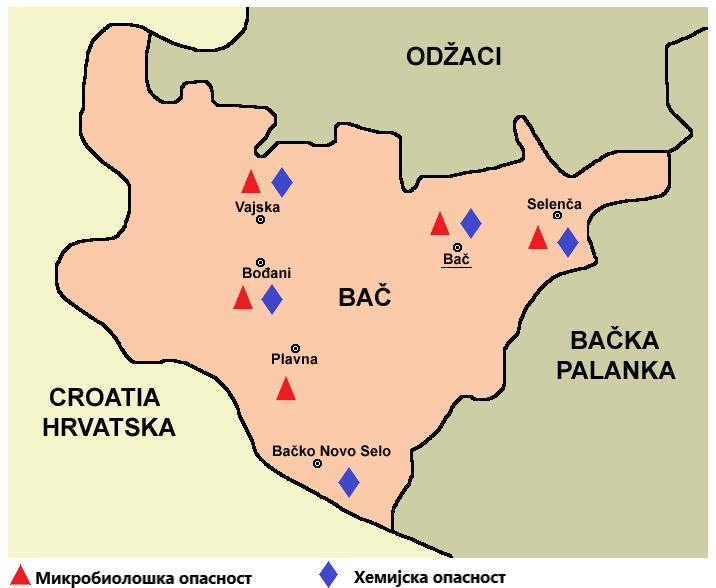 ODŽACI
Vajska
Selenča
Bač
Bođani
BAČ
Plavna
BAČKA
PALANKA
CROATIA
HRVATSKA
Bačko Novo Selo
Микробиолошка опасност
Хемијска опасност